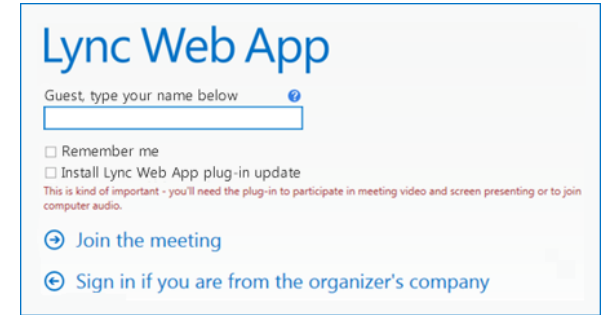 Lync Web App
Guest, type your name below
Remember me
Install Lync Web App plug-in update
This is kind of important - you'll need the plug-in to participate in meeting video and screen presenting or to join
computer audio.
Join the meeting
Sign in if you are from the organizer's company